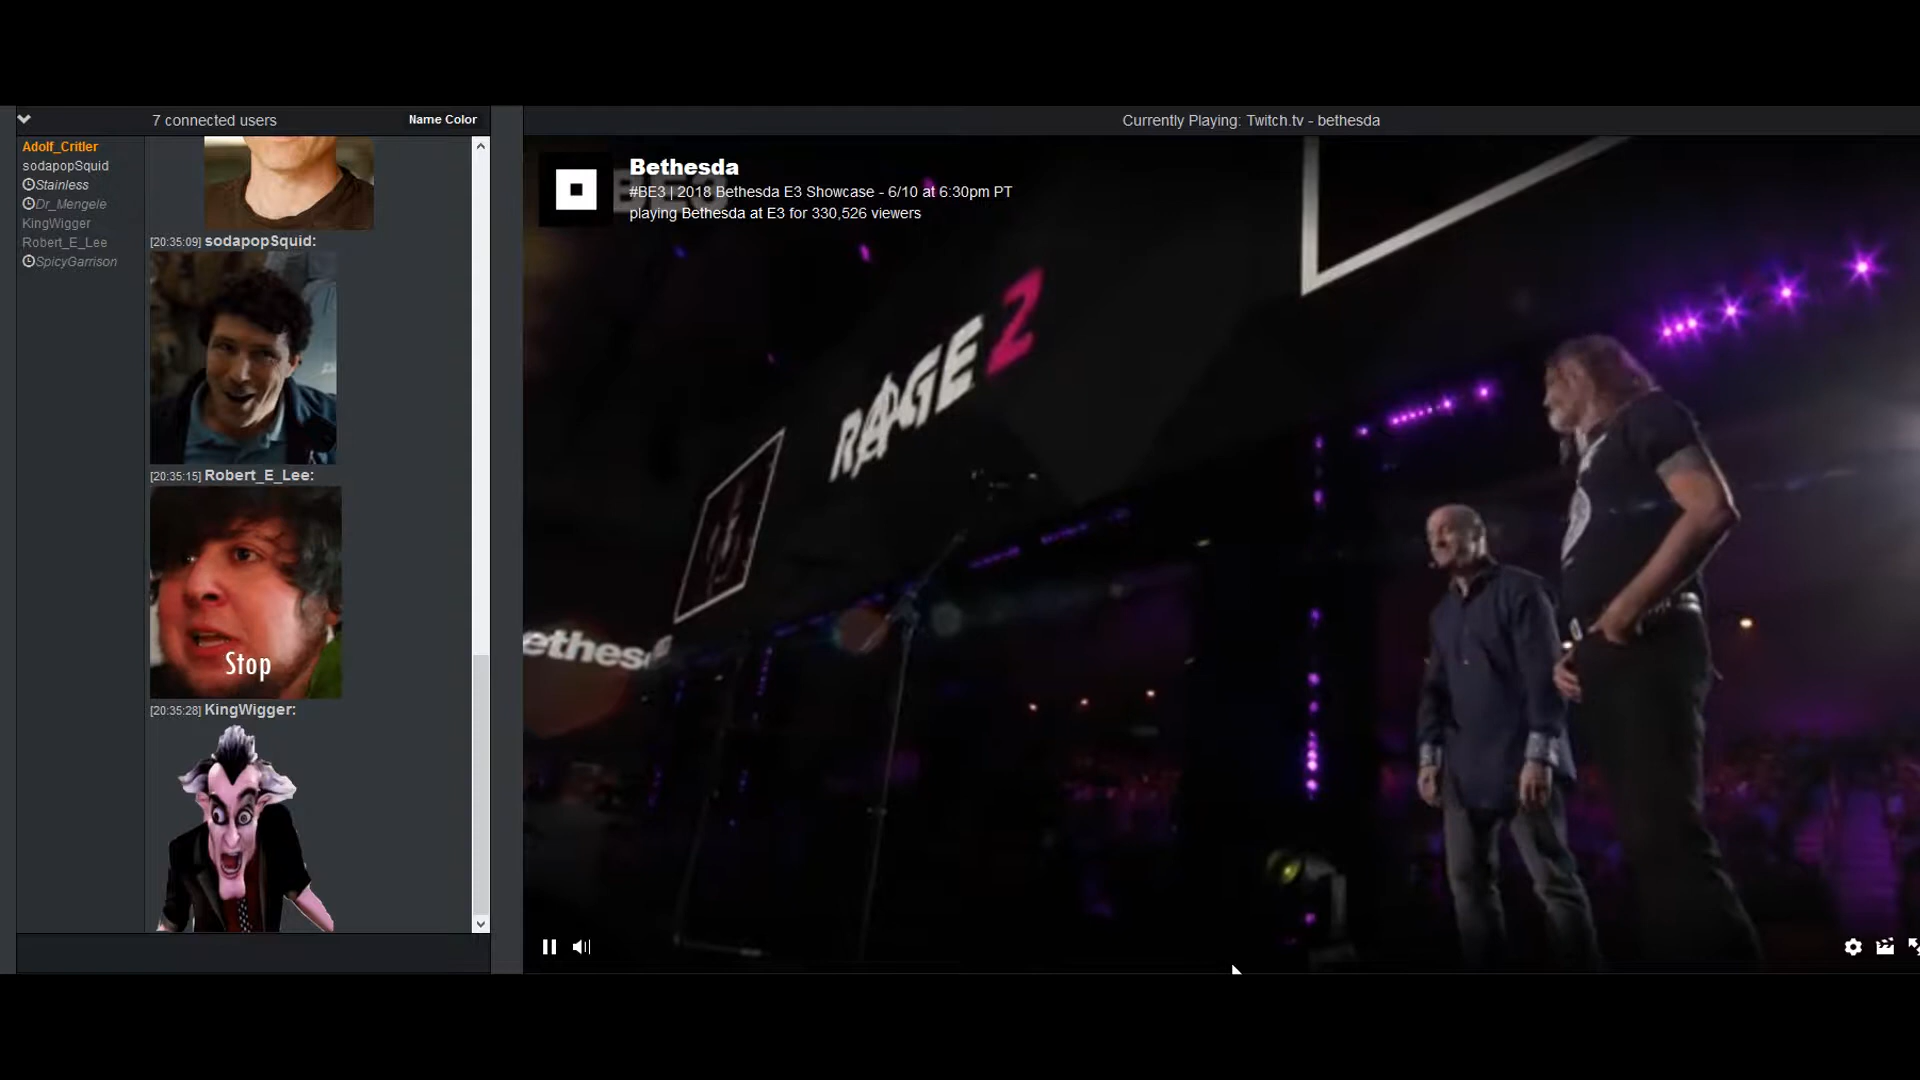 7 connected users
Name Color
Currently Playing: Twitch.tv - bethesda
Adolf_Critler
sodapopSquid
Stainless
Dr_Mengele
KingWigger
Robert_E_Lee
SpicyGarrison
[20:35:09] sodapopSquid:
[20:35:15] Robert_E_Lee:
Stop
[20:35:28] KingWigger:
Bethesda
#BE3 | 2018 Bethesda E3 Showcase - 6/10 at 6:30pm PT
playing Bethesda at E3 for 330,526 viewers
BE3
RAGE 2
ethesd